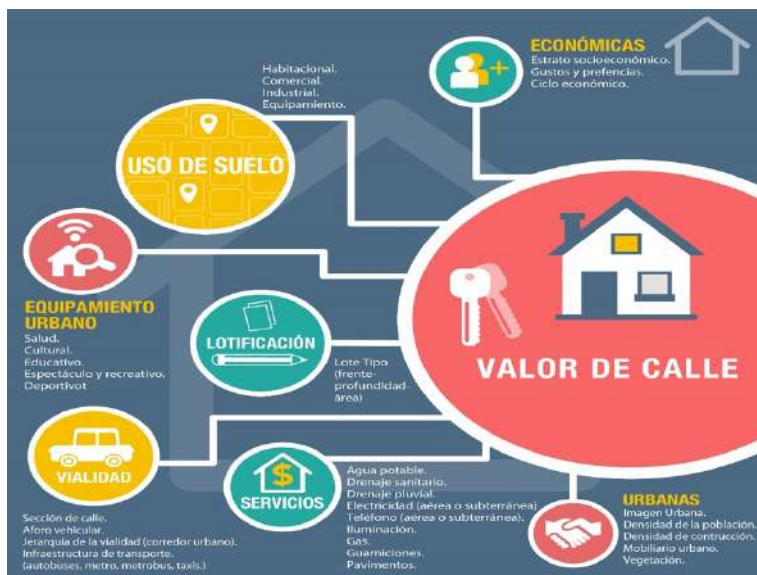 ECONÓMICAS
Estrato socioeconómico.
Gustos y prefencias.
Ciclo económico.
Habitacional.
Comercial.
Industrial.
Equipamiento.
USO DE SUELO
EQUIPAMIENTO
URBANO
Salud.
Cultural.
Educativo.
Espectáculo y recreativo.
Deportivot
LOTIFICACIÓN
Lote Tipo
(frente-
profundidad-
área)
VALOR DE CALLE
VIALIDAD
Sección de calle.
Aforo vehicular.
Jerarquía de la vialidad (corredor urbano).
Infraestructura de transporte.
(autobuses, metro, metrobus, taxis.)
$
SERVICIOS
Agua potable.
Drenaje sanitario.
Drenaje pluvial.
Electricidad (aérea o subterránea)
Teléfono (aérea o subterránea).
Iluminación.
Gas.
Guarniciones.
Pavimentos.
URBANAS
Imagen Urbana.
Densidad de la población.
Densidad de contrucción.
Mobiliario urbano.
Vegetación.